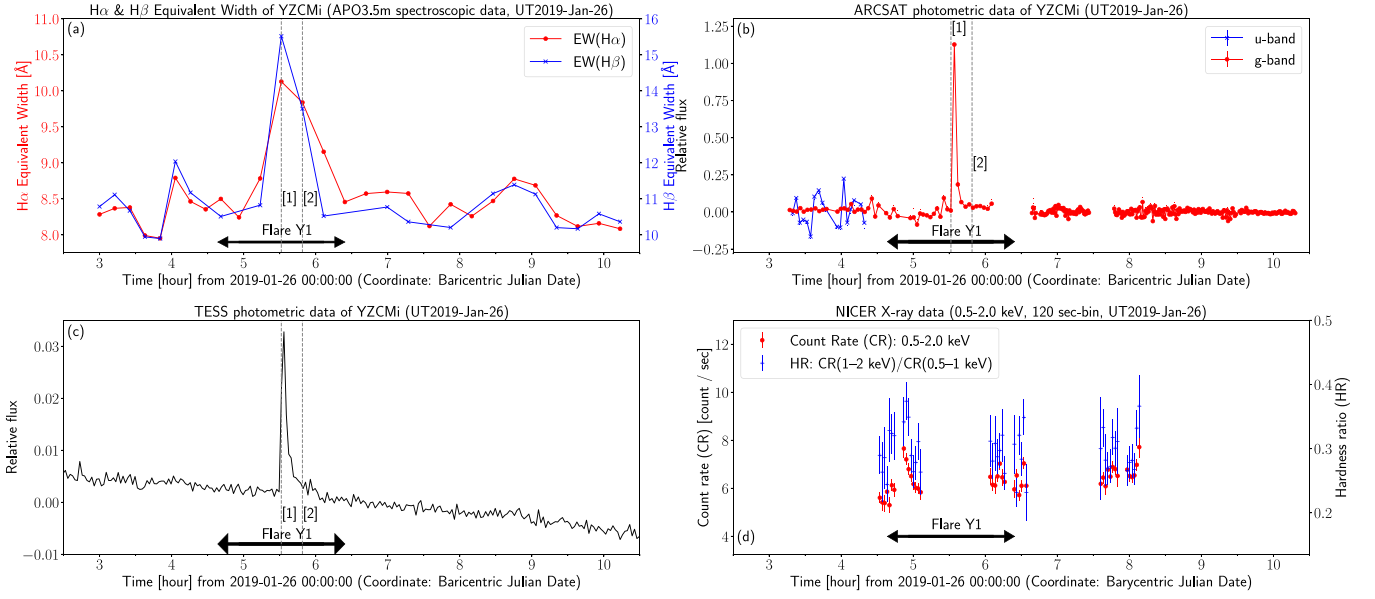 Hα & Hβ Equivalent Width of YZCMi (APO3.5m spectroscopic data, UT2019-Jan-26)
(a)
EW(Hα)
EW(Hβ)
11.0
10.5
10.0
9.5
9.0
8.5
8.0
Hα Equivalent Width [Å]
16
15
14
13
12
11
10
Hβ Equivalent Width [Å]
[1]
[2]
Flare Y1
3 4 5 6 7 8 9 10
Time [hour] from 2019-01-26 00:00:00 (Coordinate: Baricentric Julian Date)
ARCSAT photometric data of YZCMi (UT2019-Jan-26)
(b)
[1]
u-band
g-band
1.25
1.00
0.75
0.50
0.25
0.00
−0.25
Relative flux
[2]
Flare Y1
3 4 5 6 7 8 9 10
Time [hour] from 2019-01-26 00:00:00 (Coordinate: Baricentric Julian Date)
TESS photometric data of YZCMi (UT2019-Jan-26)
(c)
0.03
0.02
0.01
0.00
−0.01
Relative flux
[1]
[2]
Flare Y1
3 4 5 6 7 8 9 10
Time [hour] from 2019-01-26 00:00:00 (Coordinate: Baricentric Julian Date)
NICER X-ray data (0.5-2.0 keV, 120 sec-bin, UT2019-Jan-26)
Count Rate (CR): 0.5-2.0 keV
HR: CR(1–2 keV)/CR(0.5–1 keV)
12
10
8
6
4
Count rate (CR) [count / sec]
0.5
0.4
0.3
0.2
Hardness ratio (HR)
(d)
Flare Y1
3 4 5 6 7 8 9 10
Time [hour] from 2019-01-26 00:00:00 (Coordinate: Barycentric Julian Date)